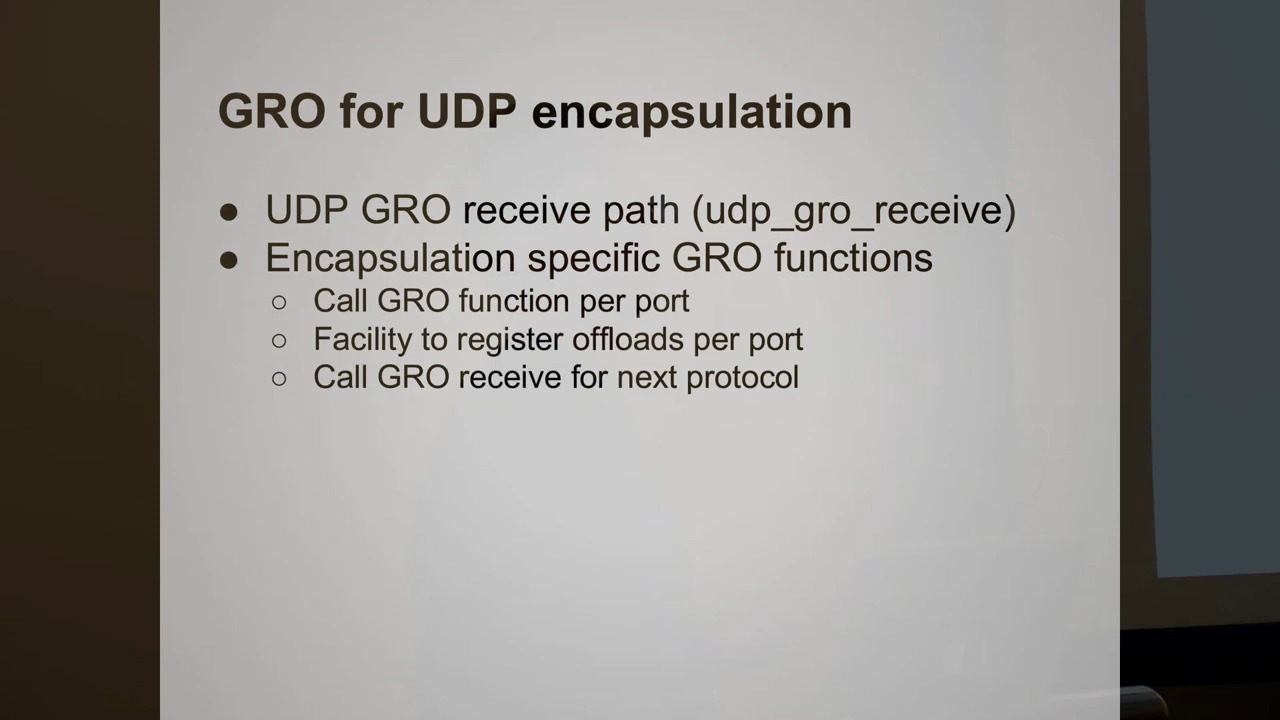 GRO for UDP encapsulation
● UDP GRO receive path (udp_gro_receive)
● Encapsulation specific GRO functions
○ Call GRO function per port
○ Facility to register offloads per port
○ Call GRO receive for next protocol